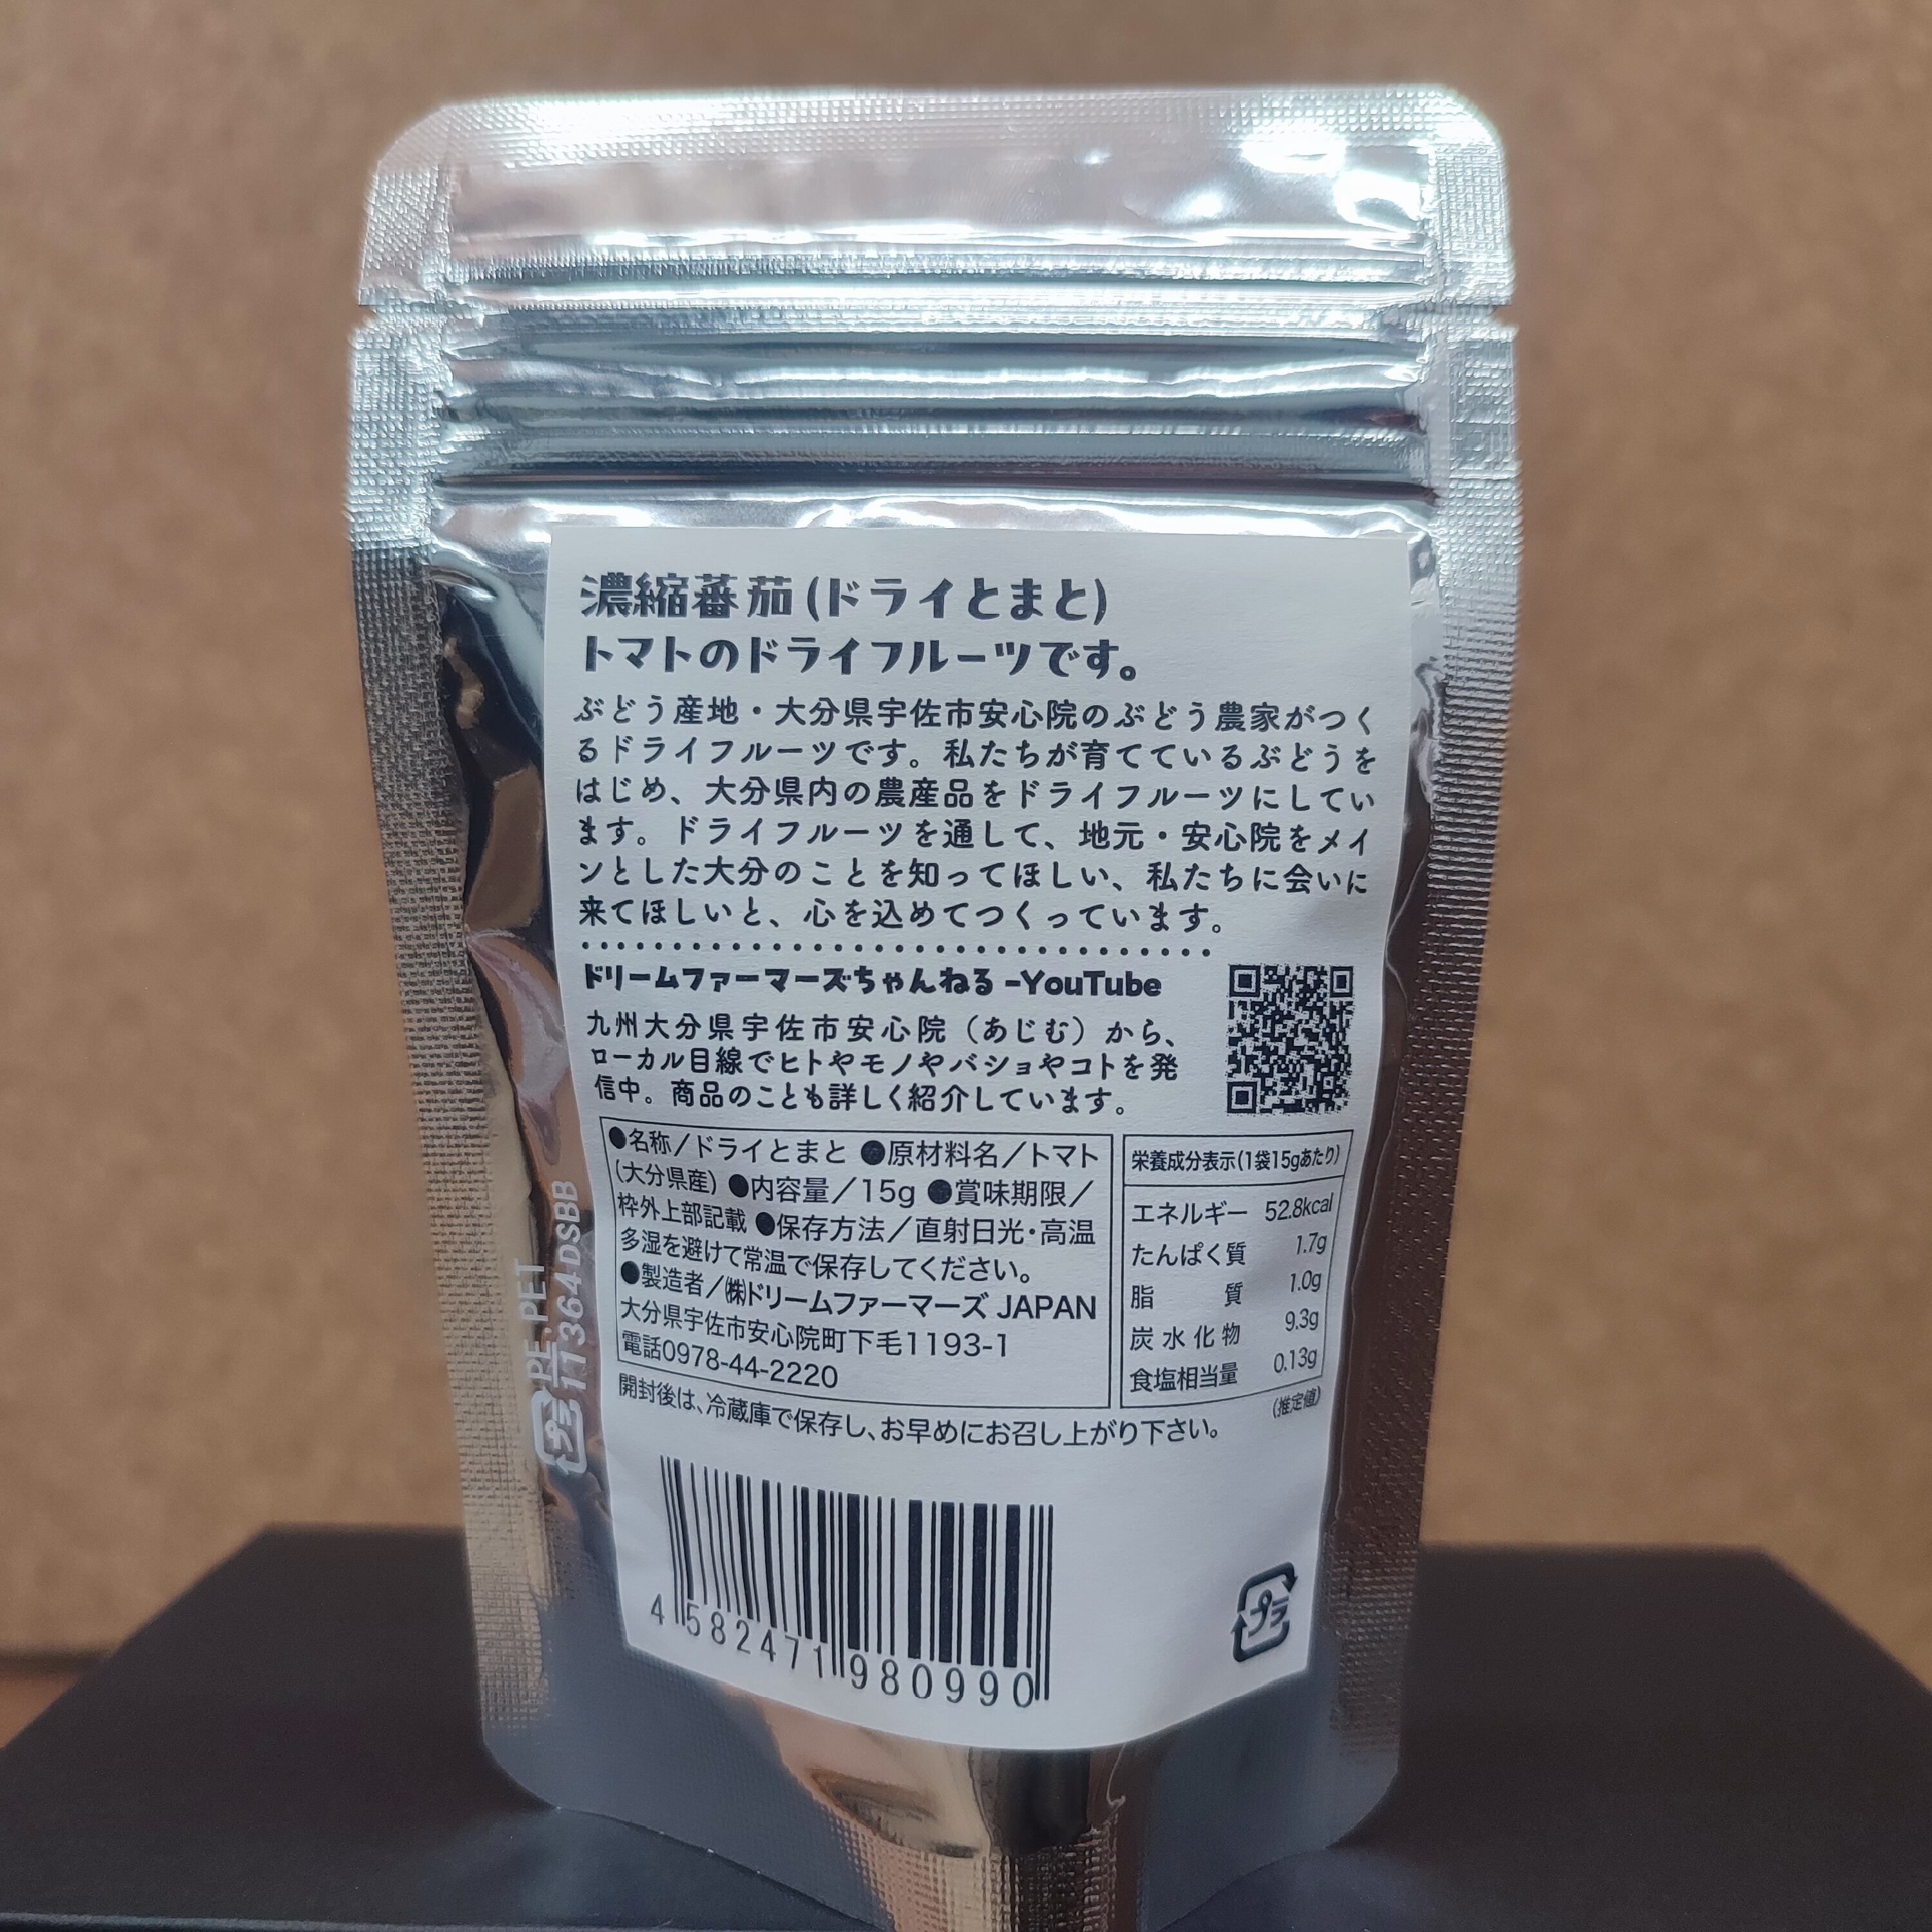 濃縮蕃茄(ドライとまと)
トマトのドライフルーツです。
ぶどう産地・大分県宇佐市安心院のぶどう農家がつく
るドライフルーツです。私たちが育てているぶどうを
はじめ、大分県内の農産品をドライフルーツにしてい
ます。ドライフルーツを通して、地元・安心院をメイ
ンとした大分のことを知ってほしい、私たちに会いに
来てほしいと、心を込めてつくっています。
ドリームファーマーズちゃんねる -YouTube
九州大分県宇佐市安心院（あじむ）から、
ローカル目線でヒトやモノやバショやコトを発
信中。商品のことも詳しく紹介しています。
●名称／ドライとまと ●原材料名／トマト
(大分県産) ●内容量／15g ●賞味期限／
枠外上部記載 ●保存方法／直射日光・高温
多湿を避けて常温で保存してください。
●製造者／㈱ドリームファーマーズ JAPAN
大分県宇佐市安心院町下毛1193-1
電話0978-44-2220
栄養成分表示(1袋15gあたり)
エネルギー 52.8kcal
たんぱく質 1.7g
脂質 1.0g
炭水化物 9.3g
食塩相当量 0.13g
(推定値)
開封後は、冷蔵庫で保存し、お早めにお召し上がり下さい。
4 582471 980990
プラ
プラ
PE, PET
11364DSBB